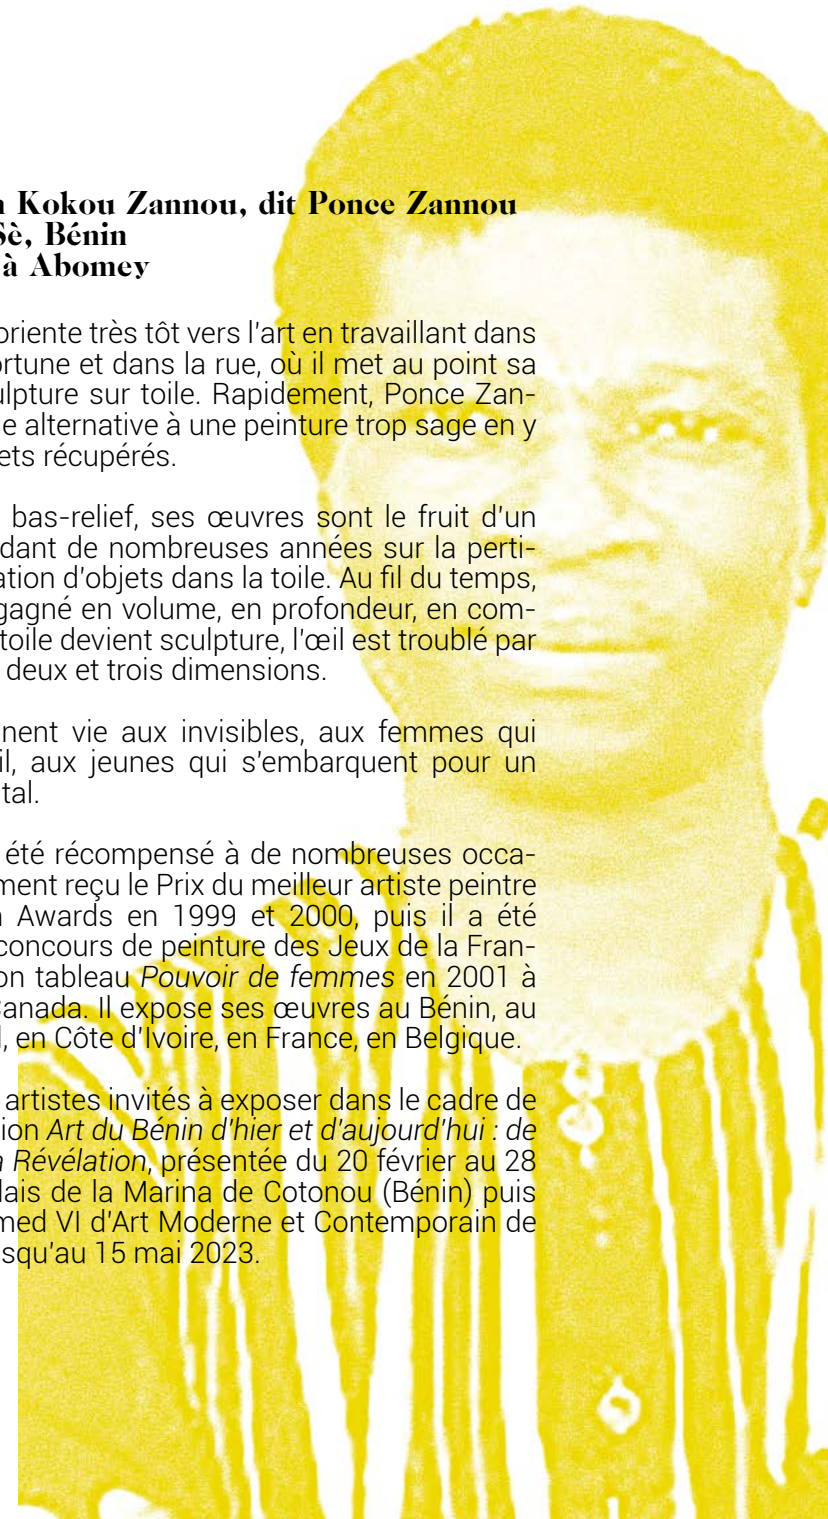 n Kokou Zannou, dit Ponce Zannou
Sè, Bénin
à Abomey
oriente très tôt vers l'art en travaillant dans
ortune et dans la rue, où il met au point sa
ulpture sur toile. Rapidement, Ponce Zan-
e alternative à une peinture trop sage en y
ets récupérés.
bas-relief, ses œuvres sont le fruit d'un
dant de nombreuses années sur la perti-
ation d'objets dans la toile. Au fil du temps,
gagné en volume, en profondeur, en com-
toile devient sculpture, l'œil est troublé par
deux et trois dimensions.
nent vie aux invisibles, aux femmes qui
il, aux jeunes qui s'embarquent pour un
tal.
été récompensé à de nombreuses occa-
ment reçu le Prix du meilleur artiste peintre
n Awards en 1999 et 2000, puis il a été
concours de peinture des Jeux de la Fran-
on tableau Pouvoir de femmes en 2001 à
Canada. Il expose ses œuvres au Bénin, au
l, en Côte d'Ivoire, en France, en Belgique.
artistes invités à exposer dans le cadre de
ion Art du Bénin d'hier et d'aujourd'hui : de
a Révélation, présentée du 20 février au 28
lais de la Marina de Cotonou (Bénin) puis
med VI d'Art Moderne et Contemporain de
squ'au 15 mai 2023.